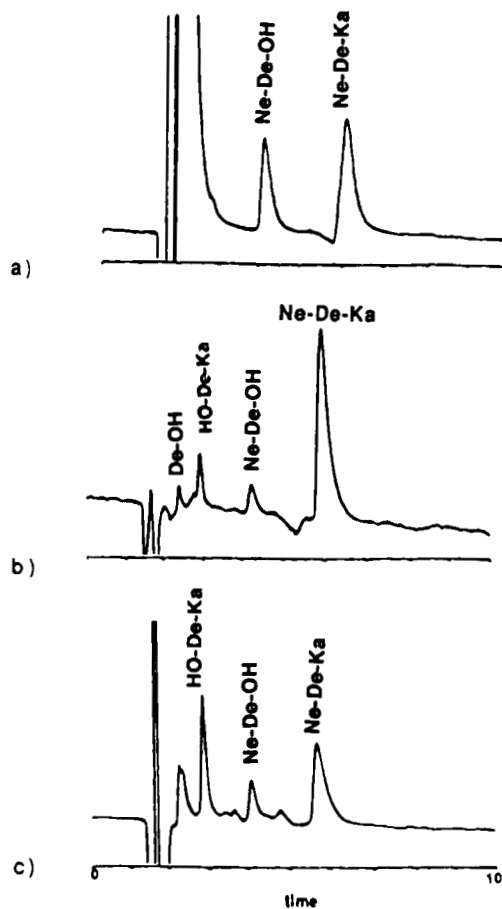 Ne-De-OH
Ne-De-Ka
a)
Ne-De-Ka
De-OH
HO-De-Ka
Ne-De-OH
b)
HO-De-Ka
Ne-De-OH
Ne-De-Ka
c)
0
10
time